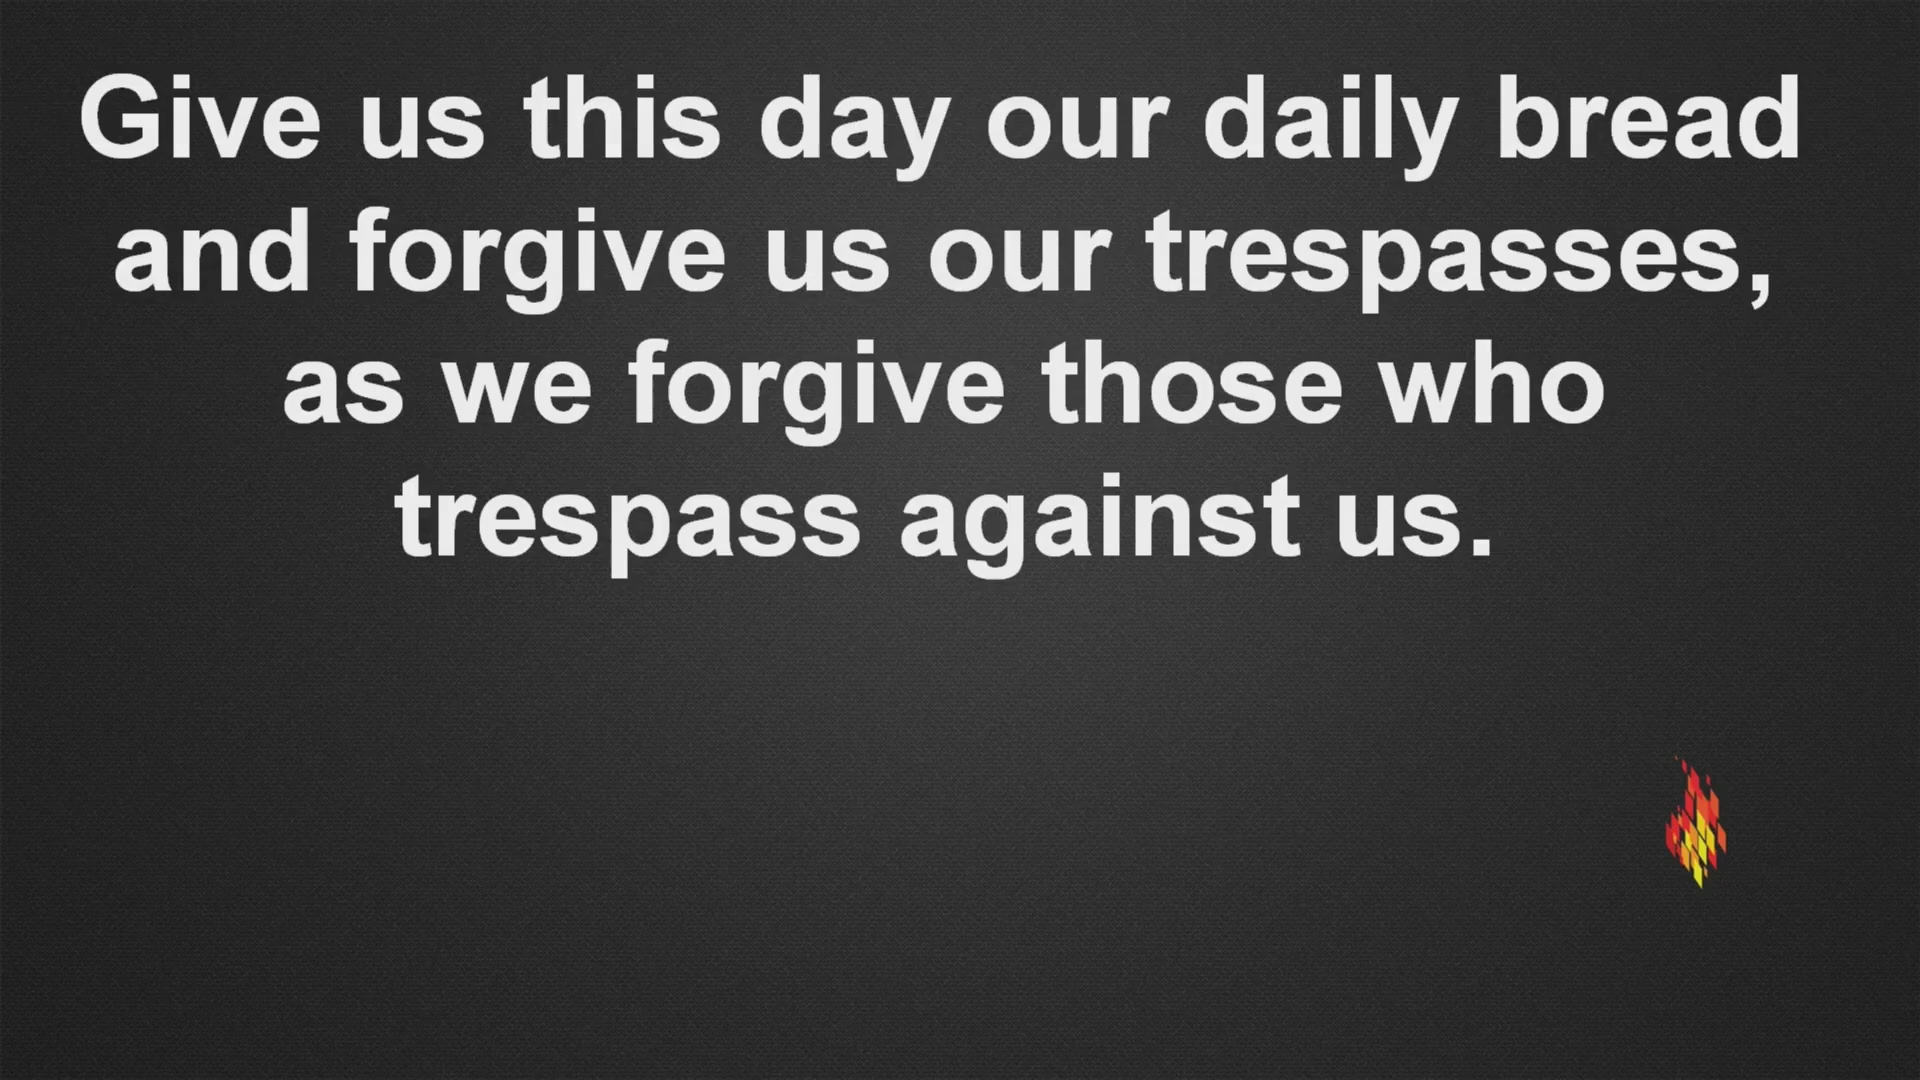 Give us this day our daily bread
and forgive us our trespasses,
as we forgive those who
trespass against us.